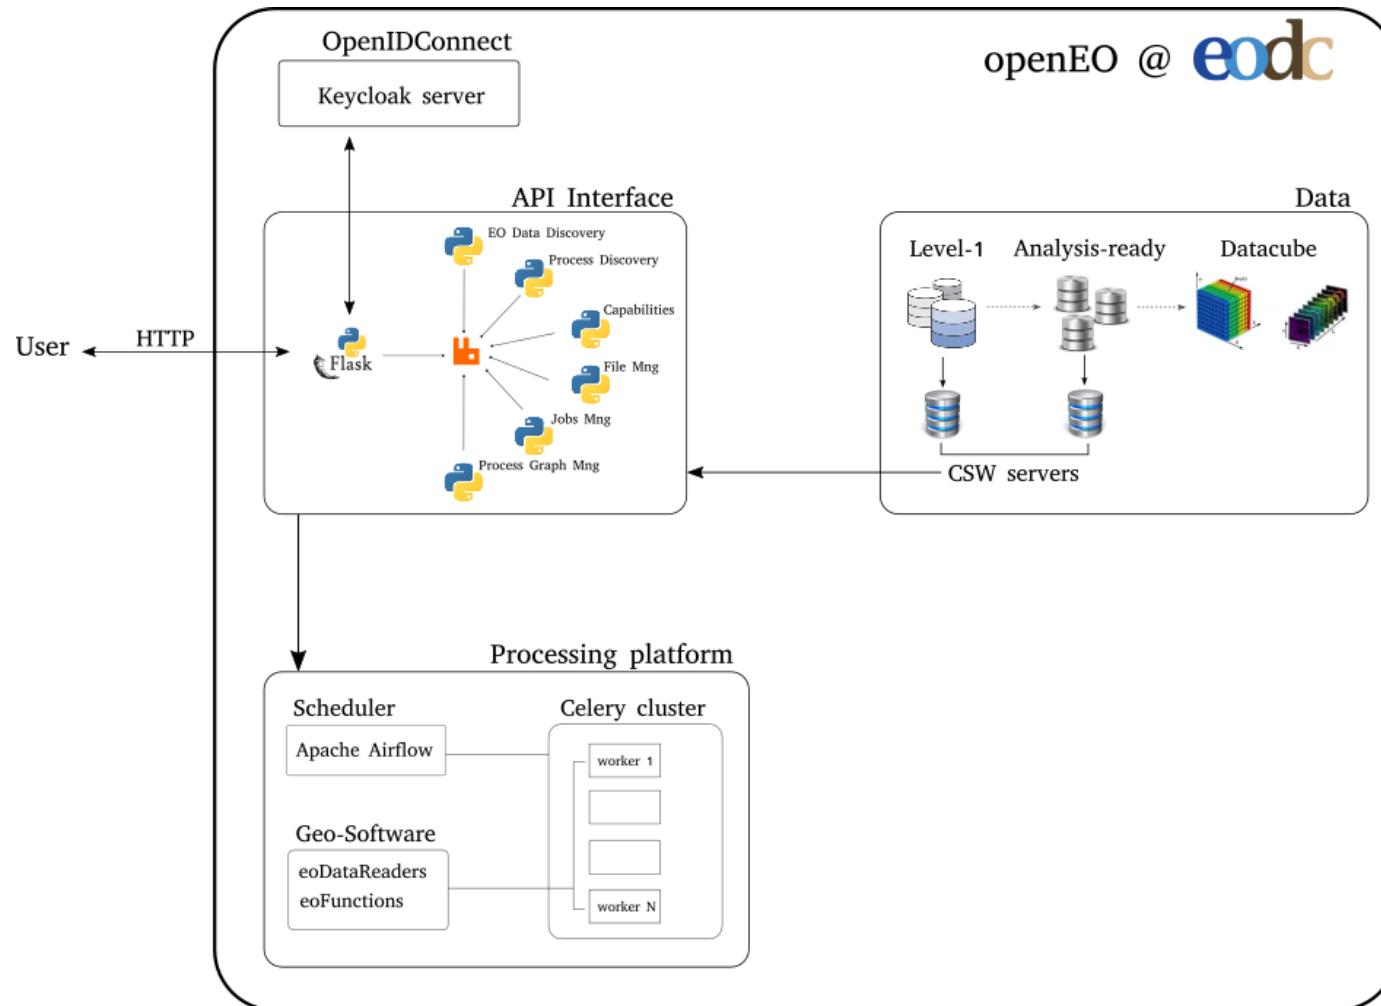 OpenIDConnect
openEO @ eodc
Keycloak server
API Interface
Data
EO Data Discovery
Process Discovery
Capabilities
File Mng
Jobs Mng
Process Graph Mng
User
HTTP
Flask
Level-1
Analysis-ready
Datacube
CSW servers
Processing platform
Scheduler
Apache Airflow
Celery cluster
worker 1
worker N
Geo-Software
eoDataReaders
eoFunctions